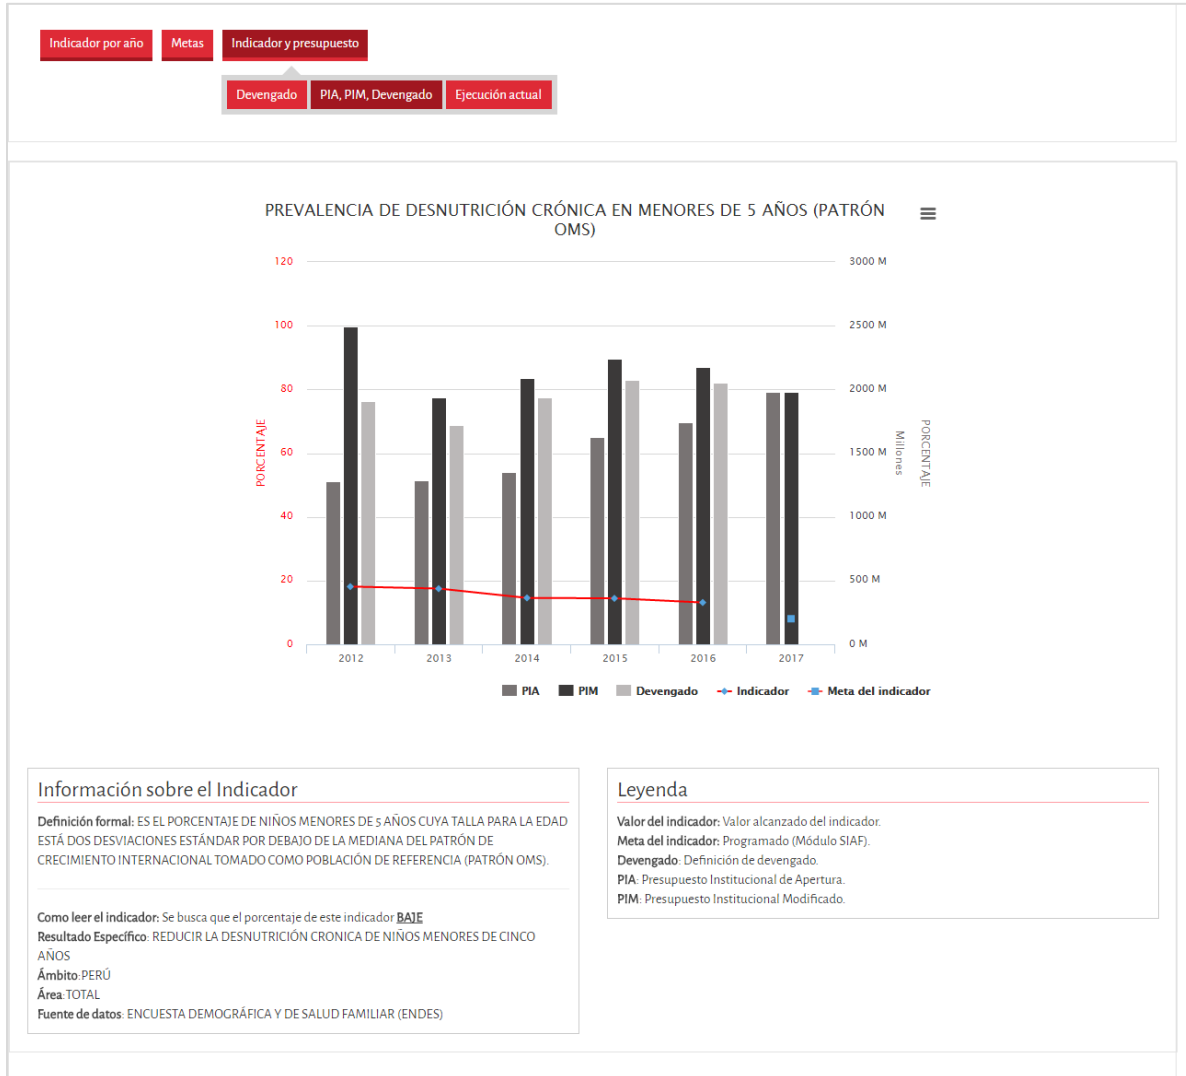 Indicador por año Metas Indicador y presupuesto
Devengado PIA, PIM, Devengado Ejecución actual
PREVALENCIA DE DESNUTRICIÓN CRÓNICA EN MENORES DE 5 AÑOS (PATRÓN
OMS)
120 3000 M
100 2500 M
80 2000 M
60 1500 M
40 1000 M
20 500 M
0 0 M
PORCENTAJE
Millones
PORCENTAJE
2012 2013 2014 2015 2016 2017
PIA PIM Devengado Indicador Meta del indicador
Información sobre el Indicador
Definición formal: ES EL PORCENTAJE DE NIÑOS MENORES DE 5 AÑOS CUYA TALLA PARA LA EDAD
ESTÁ DOS DESVIACIONES ESTÁNDAR POR DEBAJO DE LA MEDIANA DEL PATRÓN DE
CRECIMIENTO INTERNACIONAL TOMADO COMO POBLACIÓN DE REFERENCIA (PATRÓN OMS).
Como leer el indicador: Se busca que el porcentaje de este indicador BAJE
Resultado Específico: REDUCIR LA DESNUTRICIÓN CRONICA DE NIÑOS MENORES DE CINCO
AÑOS
Ámbito:PERÚ
Área:TOTAL
Fuente de datos: ENCUESTA DEMOGRÁFICA Y DE SALUD FAMILIAR (ENDES)
Leyenda
Valor del indicador: Valor alcanzado del indicador.
Meta del indicador: Programado (Módulo SIAF).
Devengado: Definición de devengado.
PIA: Presupuesto Institucional de Apertura.
PIM: Presupuesto Institucional Modificado.